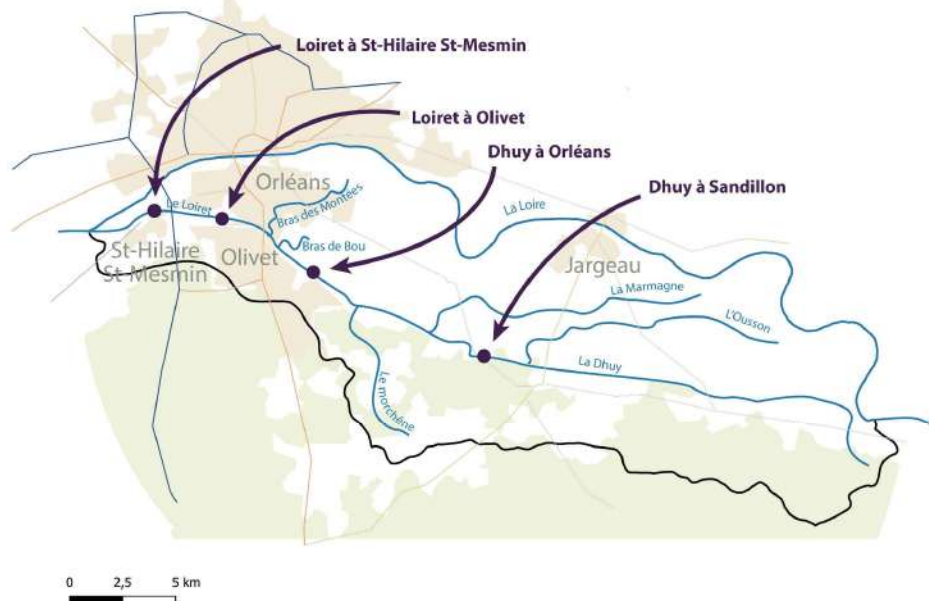 Loiret à St-Hilaire St-Mesmin
Loiret à Olivet
Dhuy à Orléans
Dhuy à Sandillon
Orléans
Bras des Montées
Le Loiret
La Loire
Bras de Bou
St-Hilaire
St-Mesmin
Olivet
Jargeau
La Marmagne
L'Ousson
La Dhuy
Le morchène
0 2,5 5 km